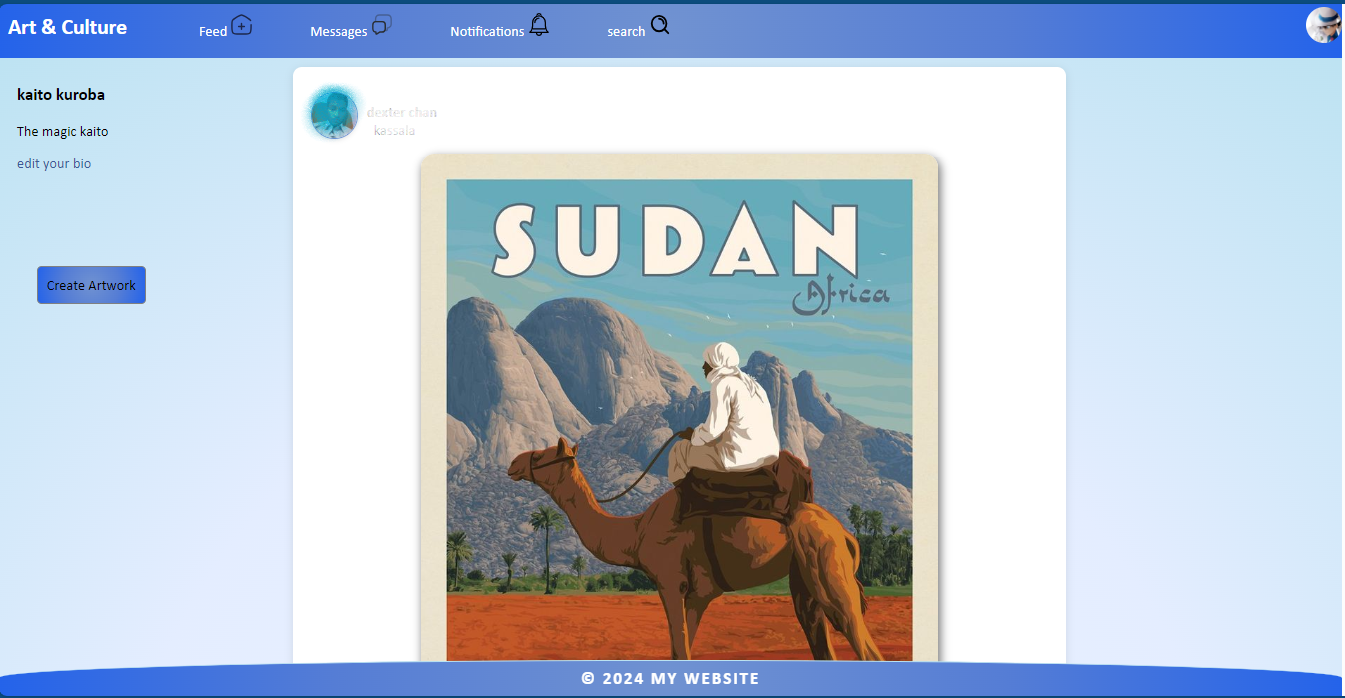 Art & Culture
Feed
Messages
Notifications
search
kaito kuroba
The magic kaito
edit your bio
Create Artwork
dexter chan
kassala
SUDAN
Africa
© 2024 MY WEBSITE